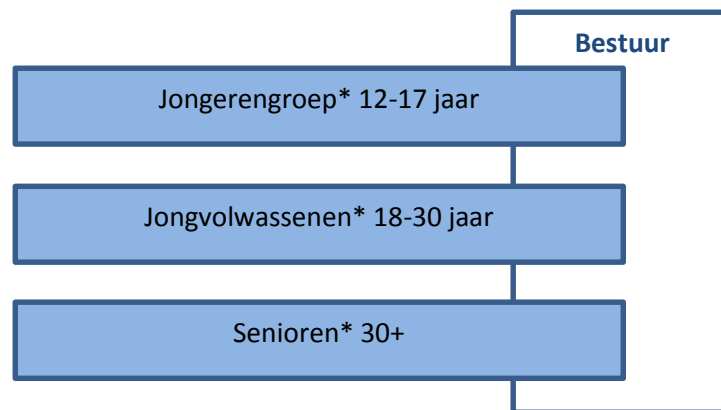 Bestuur
Jongerengroep* 12-17 jaar
Jongvolwassenen* 18-30 jaar
Senioren* 30+